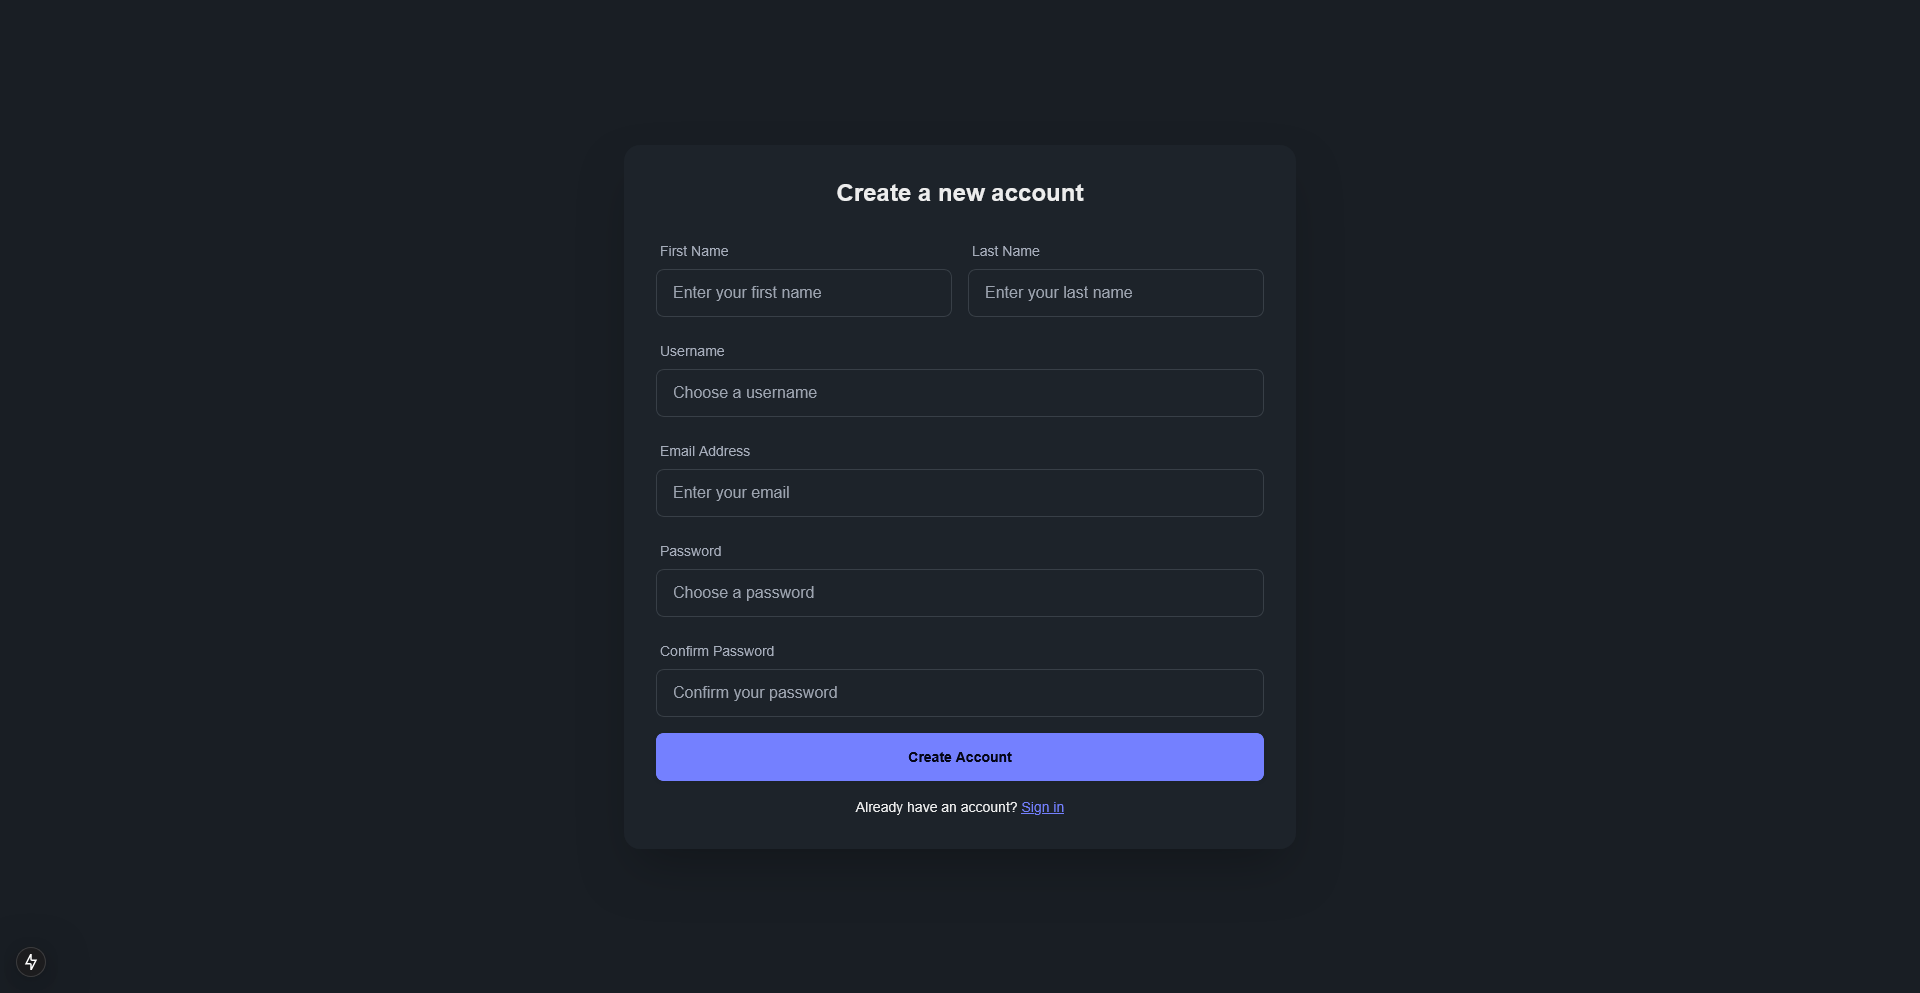 Create a new account
First Name Last Name
Enter your first name Enter your last name
Username
Choose a username
Email Address
Enter your email
Password
Choose a password
Confirm Password
Confirm your password
Create Account
Already have an account? Sign in